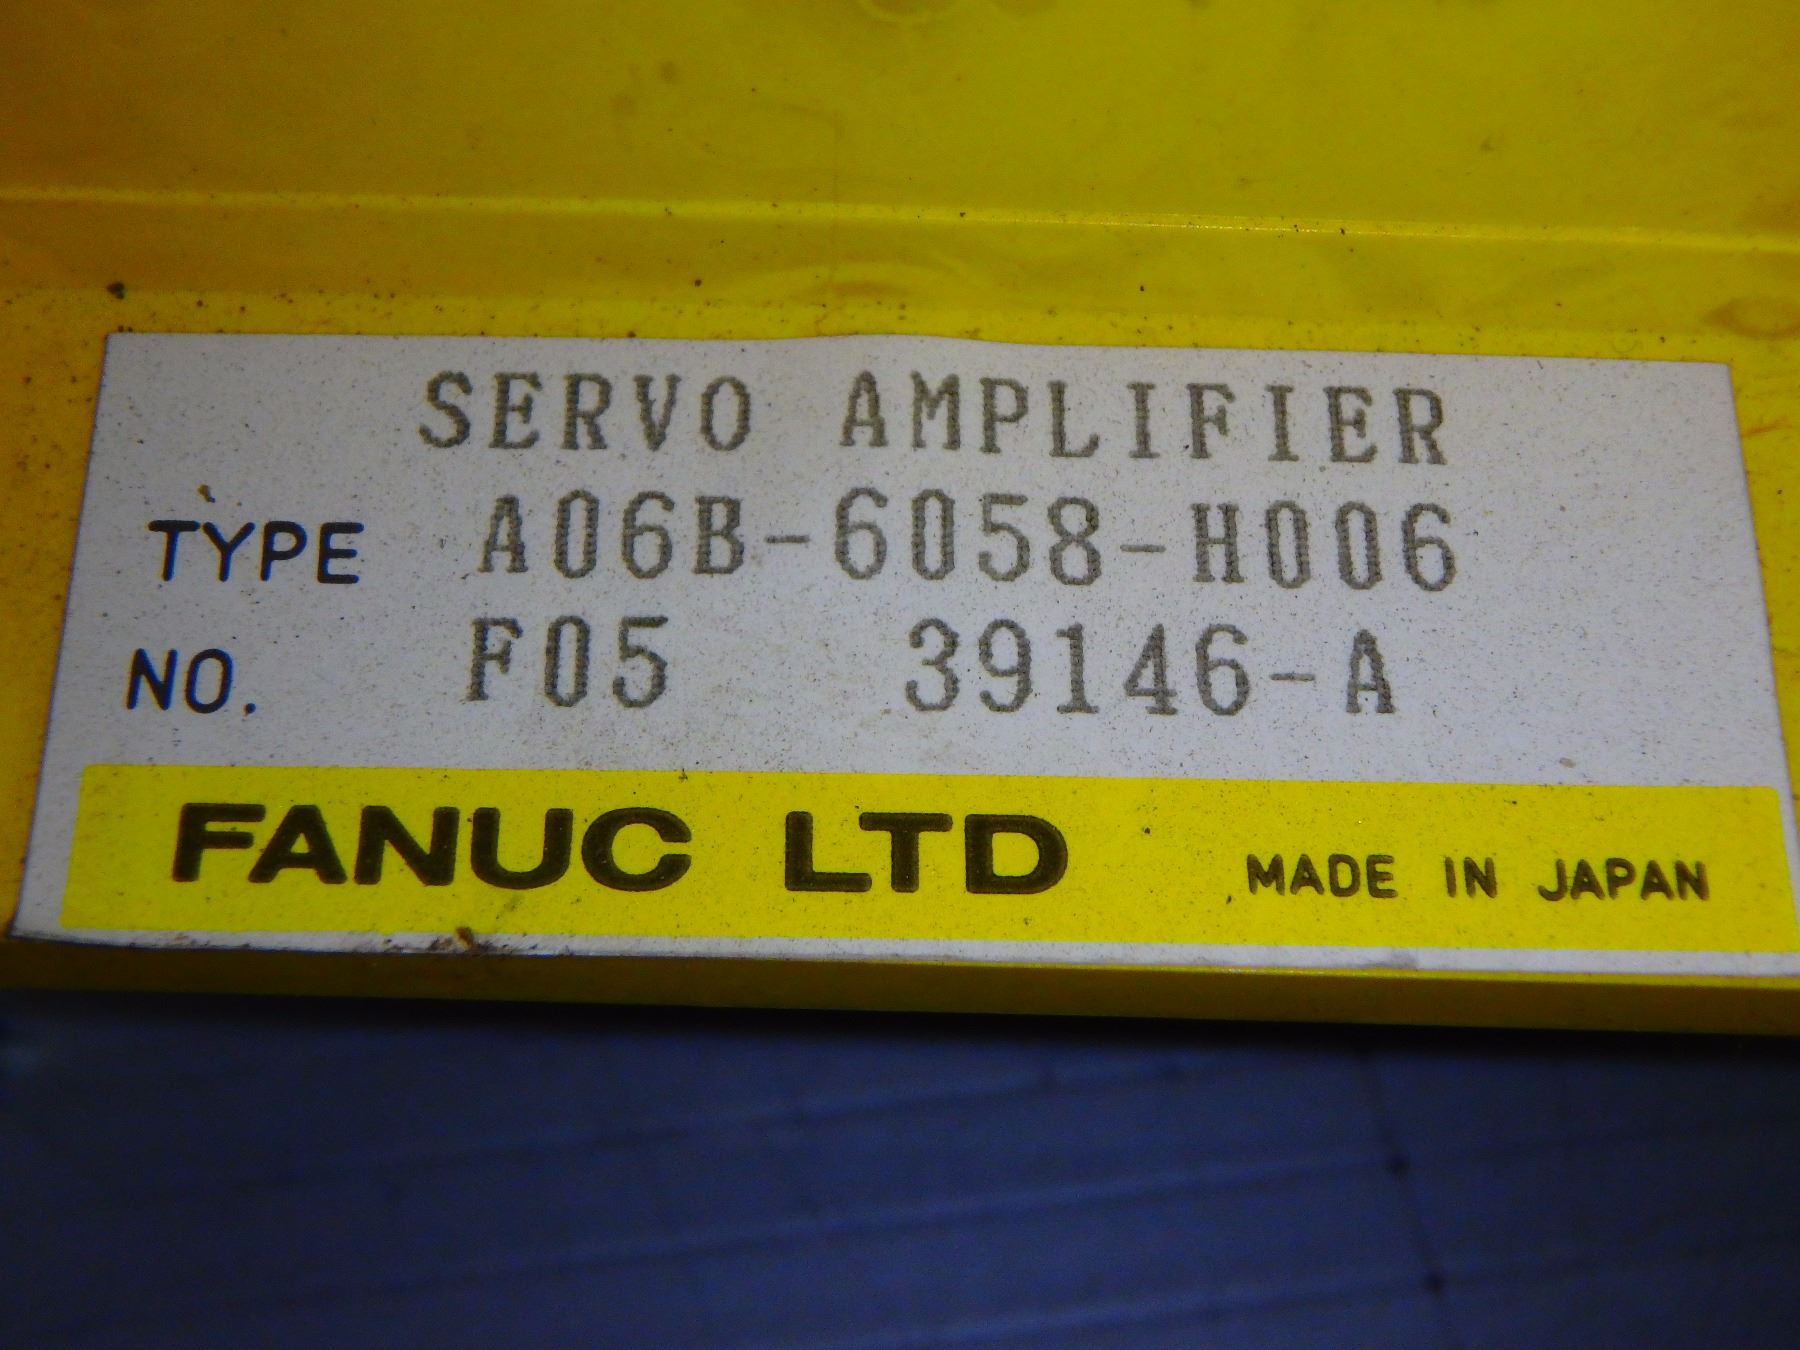 SERVO AMPLIFIER
TYPE A06B-6058-H006
NO. F05 39146-A
FANUC LTD MADE IN JAPAN